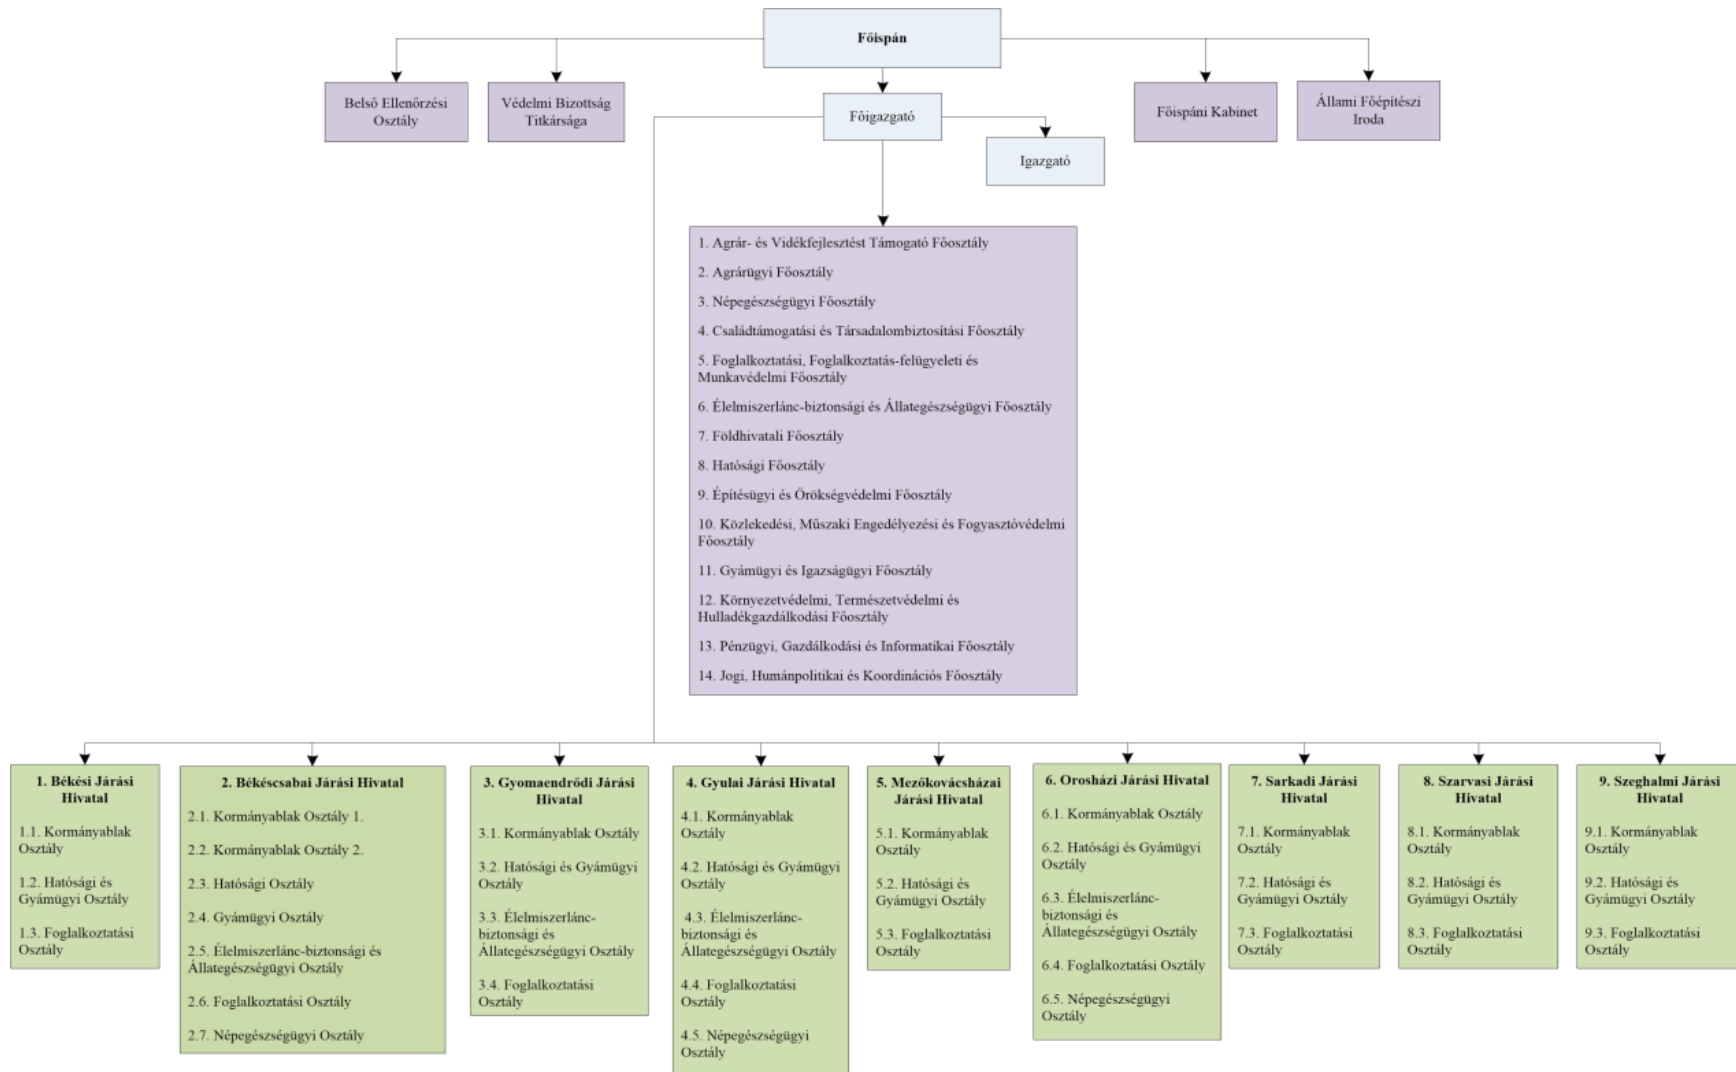 Főispán
Belső Ellenőrzési
Osztály
Védelmi Bizottság
Titkársága
Főigazgató
Igazgató
Főispáni Kabinet
Állami Főépítészi
Iroda
1. Agrár- és Vidékfejlesztést Támogató Főosztály
2. Agrárügyi Főosztály
3. Népegészségügyi Főosztály
4. Családtámogatási és Társadalombiztosítási Főosztály
5. Foglalkoztatási, Foglalkoztatás-felügyeleti és
Munkavédelmi Főosztály
6. Élelmiszerlánc-biztonsági és Állategészségügyi Főosztály
7. Földhivatali Főosztály
8. Hatósági Főosztály
9. Építésügyi és Örökségvédelmi Főosztály
10. Közlekedési, Műszaki Engedélyezési és Fogyasztóvédelmi
Főosztály
11. Gyámügyi és Igazságügyi Főosztály
12. Környezetvédelmi, Természetvédelmi és
Hulladékgazdálkodási Főosztály
13. Pénzügyi, Gazdálkodási és Informatikai Főosztály
14. Jogi, Humánpolitikai és Koordinációs Főosztály
1. Békési Járási
Hivatal
1.1. Kormányablak
Osztály
1.2. Hatósági és
Gyámügyi Osztály
1.3. Foglalkoztatási
Osztály
2. Békéscsabai Járási Hivatal
2.1. Kormányablak Osztály 1.
2.2. Kormányablak Osztály 2.
2.3. Hatósági Osztály
2.4. Gyámügyi Osztály
2.5. Élelmiszerlánc-biztonsági és
Állategészségügyi Osztály
2.6. Foglalkoztatási Osztály
2.7. Népegészségügyi Osztály
3. Gyomaendrődi Járási
Hivatal
3.1. Kormányablak Osztály
3.2. Hatósági és Gyámügyi
Osztály
3.3. Élelmiszerlánc-
biztonsági és
Állategészségügyi Osztály
3.4. Foglalkoztatási
Osztály
4. Gyulai Járási Hivatal
4.1. Kormányablak
Osztály
4.2. Hatósági és Gyámügyi
Osztály
4.3. Élelmiszerlánc-
biztonsági és
Állategészségügyi Osztály
4.4. Foglalkoztatási
Osztály
4.5. Népegészségügyi
Osztály
5. Mezőkovácsházai
Járási Hivatal
5.1. Kormányablak
Osztály
5.2. Hatósági és
Gyámügyi Osztály
5.3. Foglalkoztatási
Osztály
6. Orosházi Járási Hivatal
6.1. Kormányablak Osztály
6.2. Hatósági és Gyámügyi
Osztály
6.3. Élelmiszerlánc-
biztonsági és
Állategészségügyi Osztály
6.4. Foglalkoztatási Osztály
6.5. Népegészségügyi
Osztály
7. Sarkadi Járási
Hivatal
7.1. Kormányablak
Osztály
7.2. Hatósági és
Gyámügyi Osztály
7.3. Foglalkoztatási
Osztály
8. Szarvasi Járási
Hivatal
8.1. Kormányablak
Osztály
8.2. Hatósági és
Gyámügyi Osztály
8.3. Foglalkoztatási
Osztály
9. Szeghalmi Járási
Hivatal
9.1. Kormányablak
Osztály
9.2. Hatósági és
Gyámügyi Osztály
9.3. Foglalkoztatási
Osztály